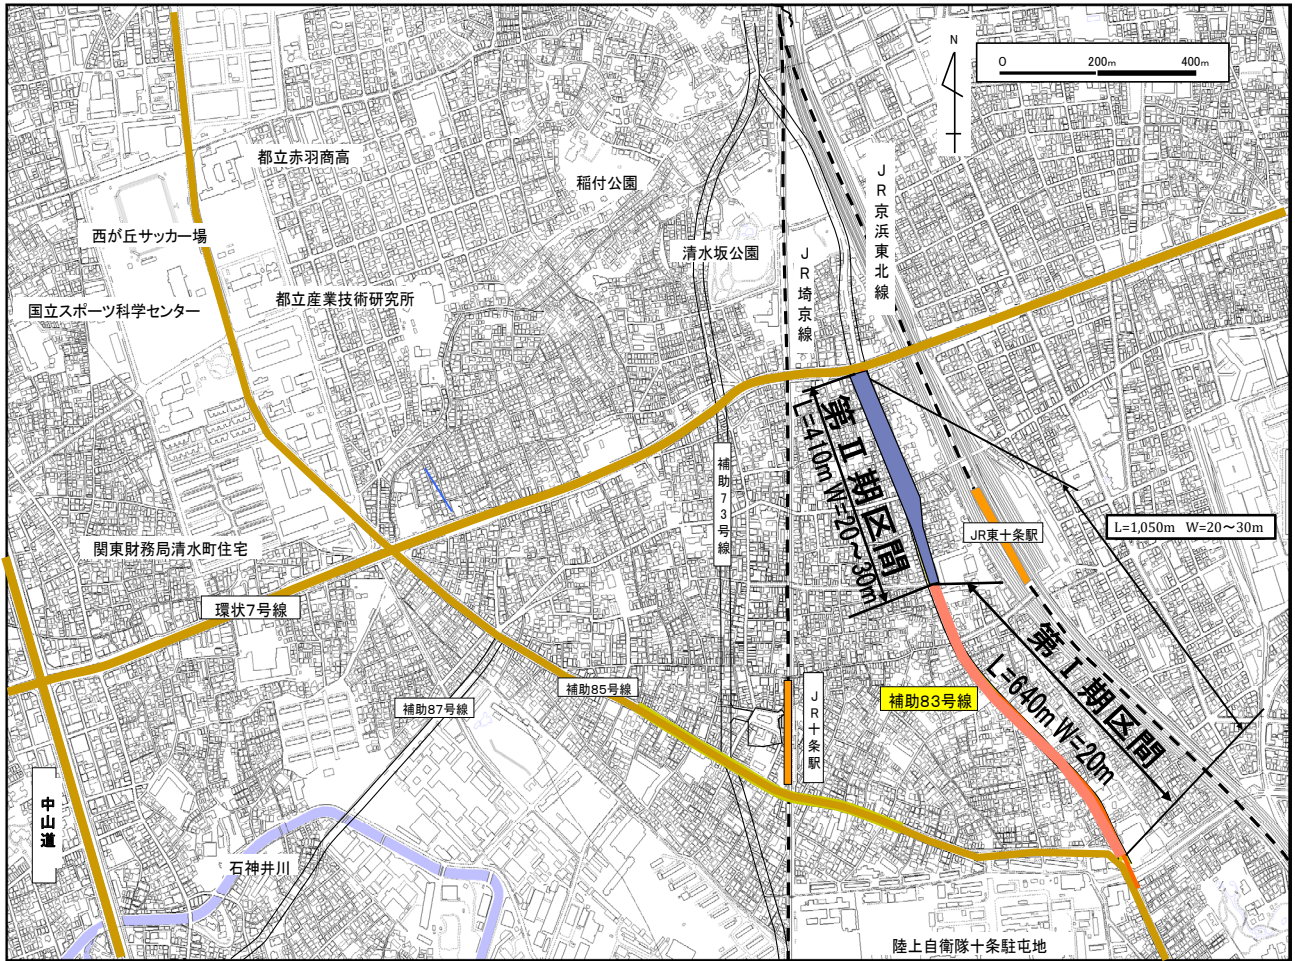 N
0 200m 400m
都立赤羽商高
稲付公園
JR京浜東北線
西が丘サッカー場
清水坂公園
JR埼京線
国立スポーツ科学センター
都立産業技術研究所
第Ⅱ期区間
L=410m W=20～30m
補助73号線
JR東十条駅
L=1,050m W=20～30m
関東財務局清水町住宅
環状7号線
第Ⅰ期区間
L=640m W=20m
補助85号線
補助83号線
補助87号線
JR十条駅
中山道
石神井川
陸上自衛隊十条駐屯地